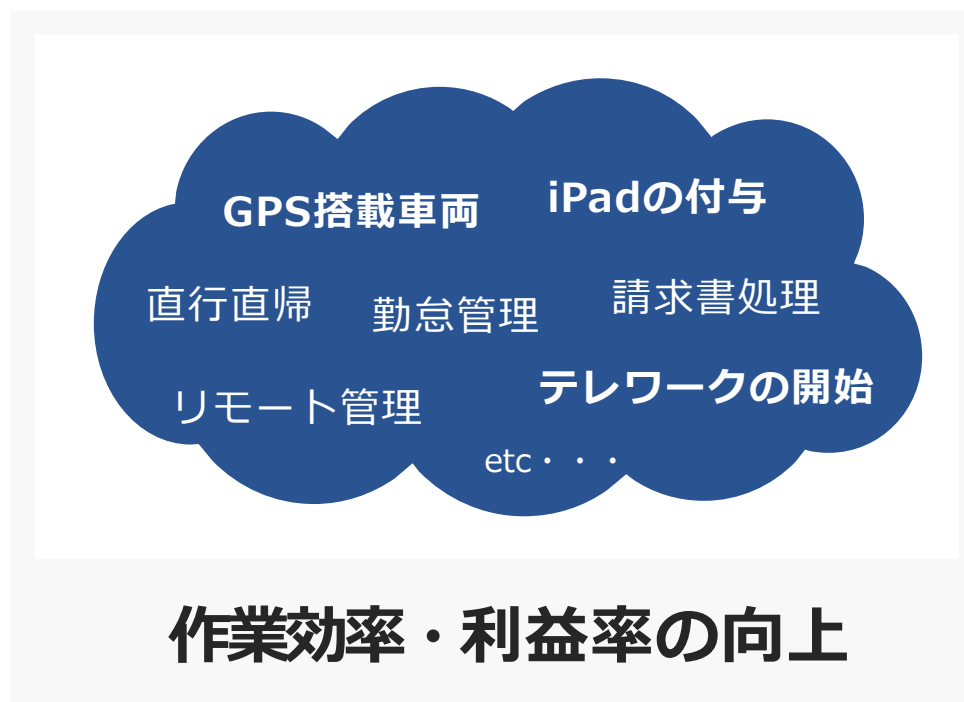 GPS搭載車両
iPadの付与
直行直帰
勤怠管理
請求書処理
リモート管理
テレワークの開始
etc・・・
作業効率・利益率の向上